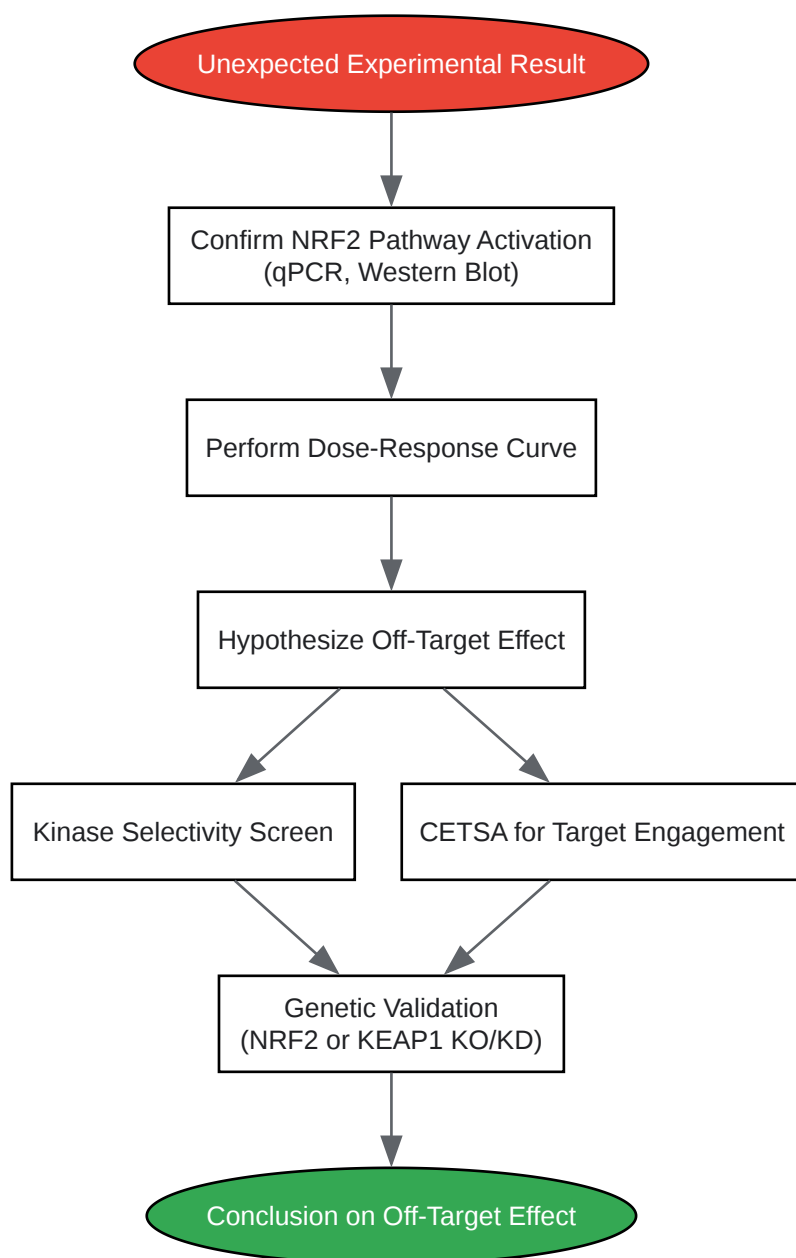 Unexpected Experimental Result
Confirm NRF2 Pathway Activation
(qPCR, Western Blot)
Perform Dose-Response Curve
Hypothesize Off-Target Effect
Kinase Selectivity Screen
CETSA for Target Engagement
Genetic Validation
(NRF2 or KEAP1 KO/KD)
Conclusion on Off-Target Effect